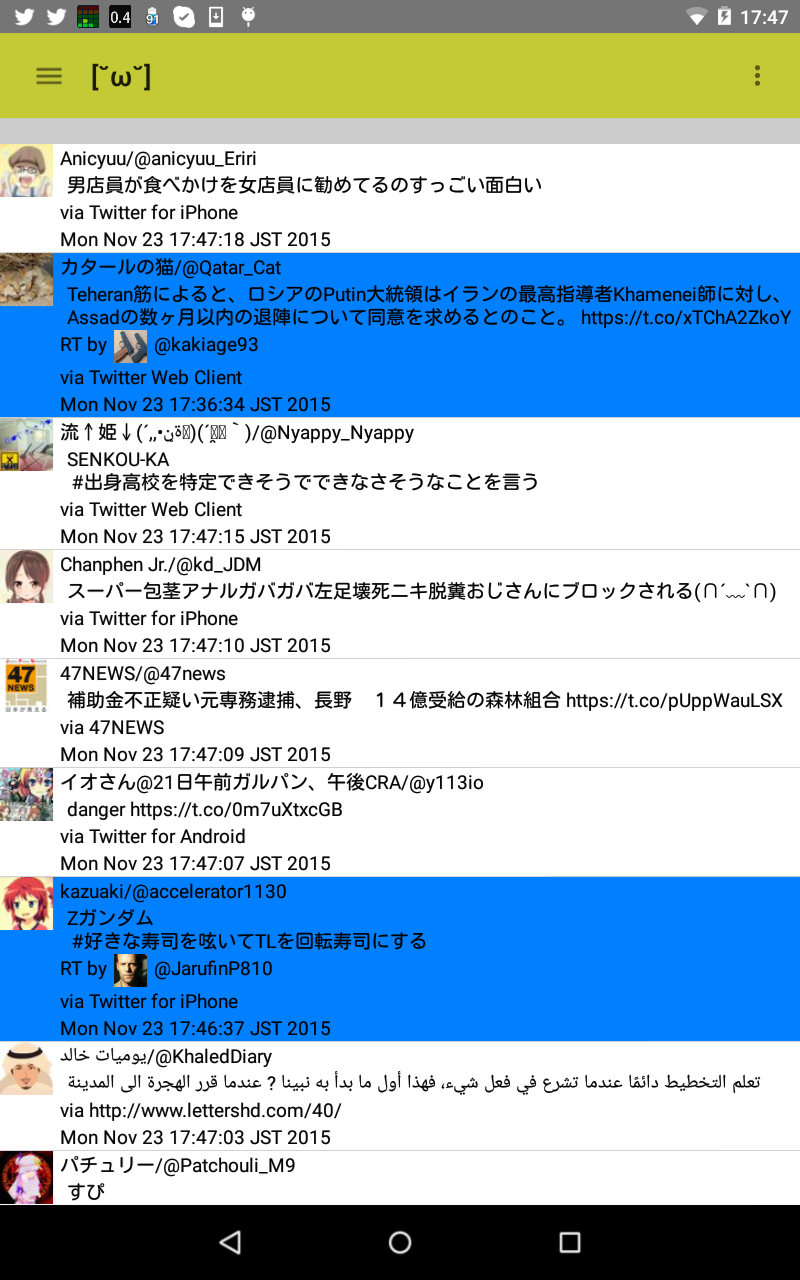 0.4
91
17:47
[˘ω˘]
Anicyuu/@anicyuu_Eriri
男店員が食べかけを女店員に勧めてるのすっごい面白い
via Twitter for iPhone
Mon Nov 23 17:47:18 JST 2015
カタールの猫/@Qatar_Cat
Teheran筋によると、ロシアのPutin大統領はイランの最高指導者Khamenei師に対し、
Assadの数ヶ月以内の退陣について同意を求めるとのこと。 https://t.co/xTChA2ZkoY
RT by @kakiage93
via Twitter Web Client
Mon Nov 23 17:36:34 JST 2015
流↑姫↓/@Nyappy_Nyappy
SENKOU-KA
#出身高校を特定できそうでできなさそうなことを言う
via Twitter Web Client
Mon Nov 23 17:47:15 JST 2015
Chanphen Jr./@kd_JDM
スーパー包茎アナルガバガバ左足壊死ニキ脱糞おじさんにブロックされる(∩´﹏`∩)
via Twitter for iPhone
Mon Nov 23 17:47:10 JST 2015
47 NEWS
47NEWS/@47news
補助金不正疑い元専務逮捕、長野　１４億受給の森林組合 https://t.co/pUppWauLSX
via 47NEWS
Mon Nov 23 17:47:09 JST 2015
イオさん@21日午前ガルパン、午後CRA/@y113io
danger https://t.co/0m7uXtxcGB
via Twitter for Android
Mon Nov 23 17:47:07 JST 2015
kazuaki/@accelerator1130
Zガンダム
#好きな寿司を呟いてTLを回転寿司にする
RT by @JarufinP810
via Twitter for iPhone
Mon Nov 23 17:46:37 JST 2015
يوميات خالد/@KhaledDiary
تعلم التخطيط دائمًا عندما تشرع في فعل شيء، فهذا أول ما بدأ به نبينا ? عندما قرر الهجرة الى المدينة
via http://www.lettershd.com/40/
Mon Nov 23 17:47:03 JST 2015
パチュリー/@Patchouli_M9
すぴ